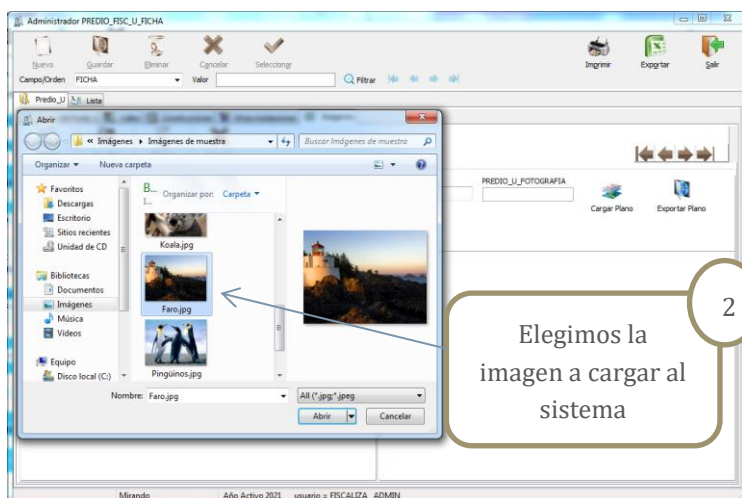 Administrador PREDIO_FISC_U_FICHA
Nuevo Guardar Eliminar Cancelar Seleccionar Imprimir Exportar Salir
Campo/Orden FICHA Valor Filtrar
Predio_U Lista
Abrir
« Imágenes Imágenes de muestra Buscar Imágenes de muestra
Organizar Nueva carpeta
Favoritos
Descargas
Escritorio
Sitios recientes
Unidad de CD
Bibliotecas
Documentos
Imágenes
Música
Vídeos
Equipo
Disco local (C:)
B... Organizar por: Carpeta
Koala.jpg
Faro.jpg
Pingüinos.jpg
Nombre: Faro.jpg All (*.jpg;*.jpeg
Abrir Cancelar
PREDIO_U_FOTOGRAFIA
Cargar Plano Exportar Plano
2
Elegimos la
imagen a cargar al
sistema
Mirando Año Activo 2021 usuario = FISCALIZA_ADMIN